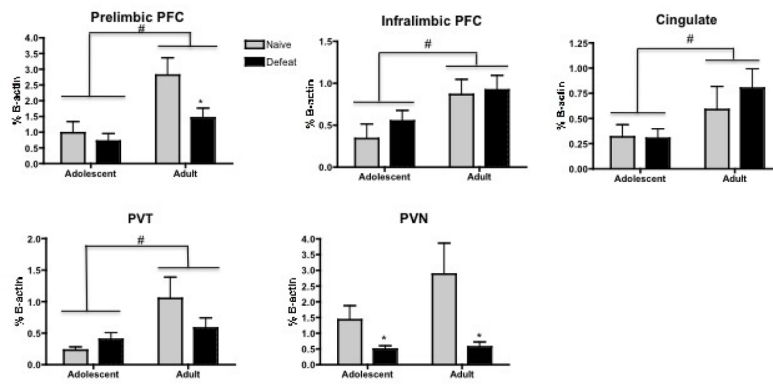 Prelimbic PFC
#
4.0
3.5
3.0
2.5
2.0
1.5
1.0
0.5
0.0
% B-actin
*
Adolescent Adult
Naive
Defeat
Infralimbic PFC
#
1.5
1.0
0.5
0.0
% B-actin
Adolescent Adult
Cingulate
#
1.25
1.00
0.75
0.50
0.25
0.00
% B-actin
Adolescent Adult
PVT
#
2.0
1.5
1.0
0.5
0.0
% B-actin
Adolescent Adult
PVN
4.0
3.5
3.0
2.5
2.0
1.5
1.0
0.5
0.0
% B-actin
* *
Adolescent Adult